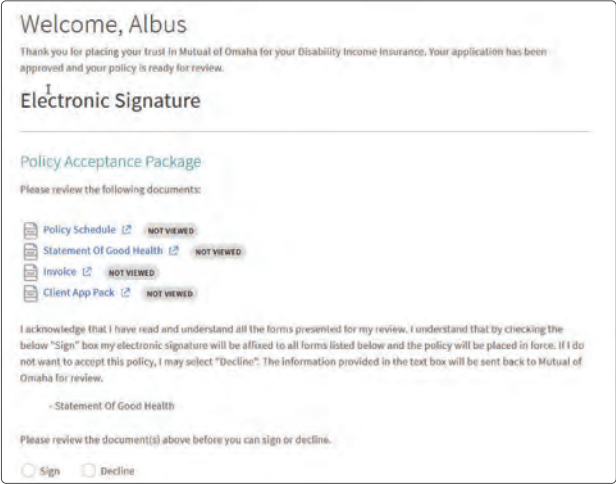 Welcome, Albus
Thank you for placing your trust in Mutual of Omaha for your Disability Income Insurance. Your application has been
approved and your policy is ready for review.
Electronic Signature
Policy Acceptance Package
Please review the following documents:
Policy Schedule NOT VIEWED
Statement Of Good Health NOT VIEWED
Invoice NOT VIEWED
Client App Pack NOT VIEWED
I acknowledge that I have read and understand all the forms presented for my review. I understand that by checking the
below "Sign" box my electronic signature will be affixed to all forms listed below and the policy will be placed in force. If I do
not want to accept this policy, I may select "Decline". The information provided in the text box will be sent back to Mutual of
Omaha for review.
- Statement Of Good Health
Please review the document(s) above before you can sign or decline.
Sign Decline